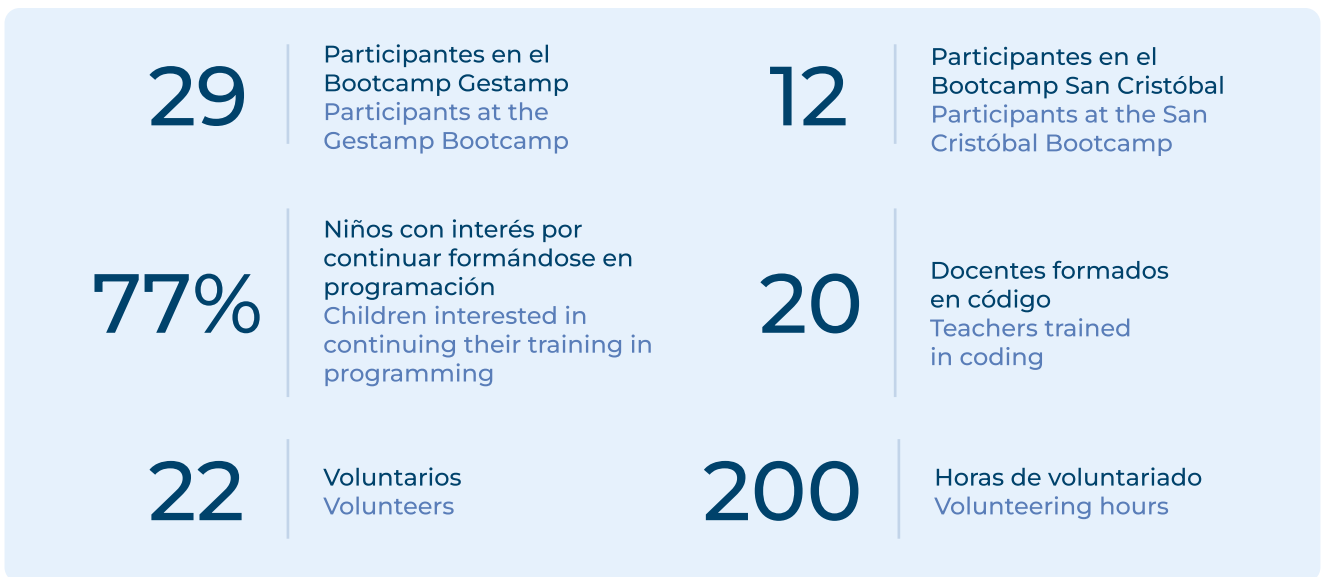 29
Participantes en el
Bootcamp Gestamp
Participants at the
Gestamp Bootcamp
12
Participantes en el
Bootcamp San Cristóbal
Participants at the San
Cristóbal Bootcamp
77%
Niños con interés por
continuar formándose en
programación
Children interested in
continuing their training in
programming
20
Docentes formados
en código
Teachers trained
in coding
22
Voluntarios
Volunteers
200
Horas de voluntariado
Volunteering hours